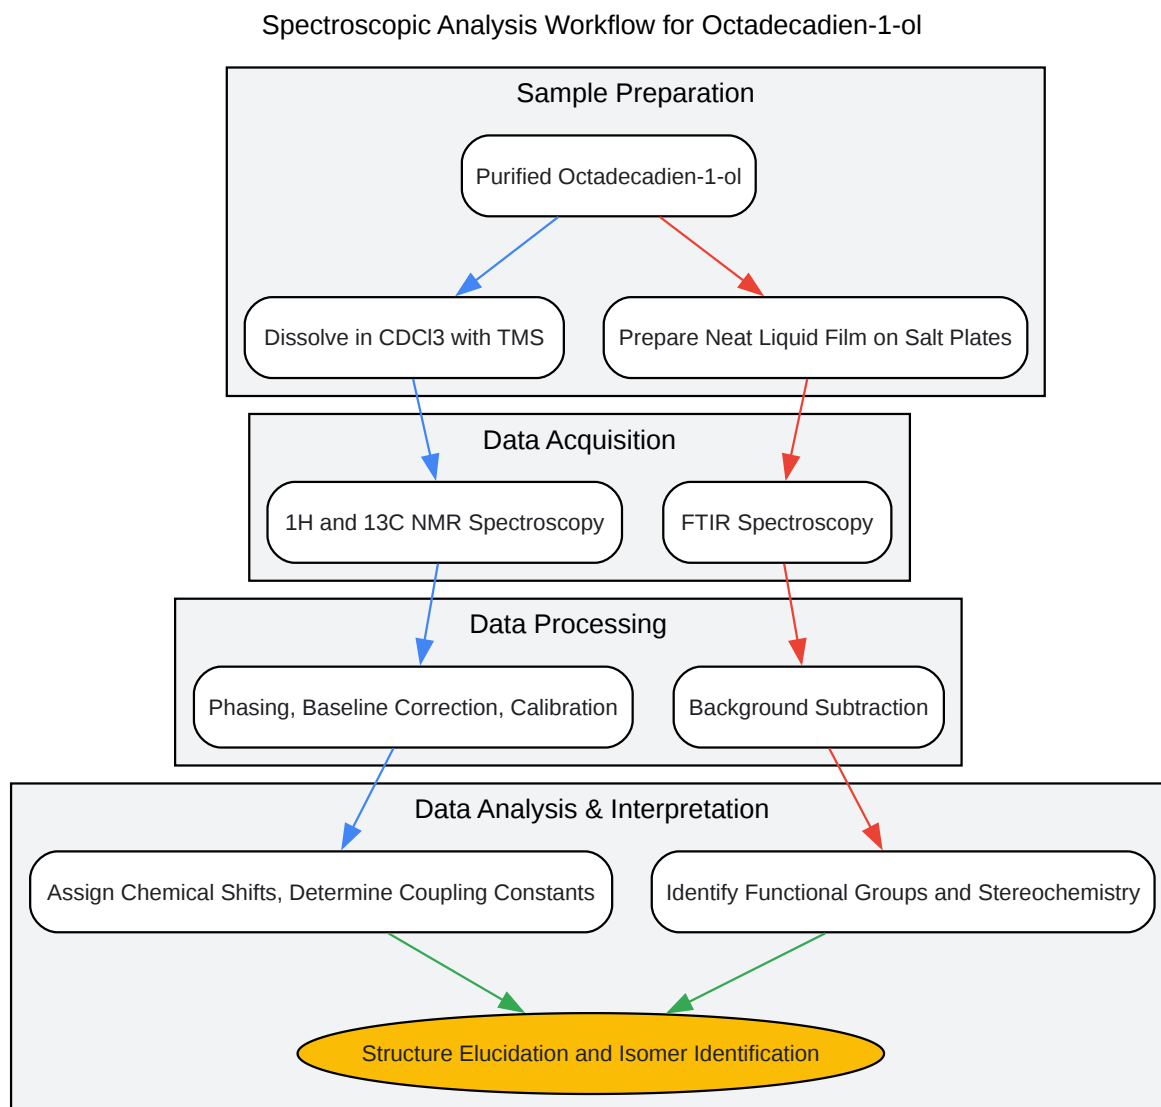 Spectroscopic Analysis Workflow for Octadecadien-1-ol
Sample Preparation
Purified Octadecadien-1-ol
Dissolve in CDCl3 with TMS
Prepare Neat Liquid Film on Salt Plates
Data Acquisition
1H and 13C NMR Spectroscopy
FTIR Spectroscopy
Data Processing
Phasing, Baseline Correction, Calibration
Background Subtraction
Data Analysis & Interpretation
Assign Chemical Shifts, Determine Coupling Constants
Identify Functional Groups and Stereochemistry
Structure Elucidation and Isomer Identification